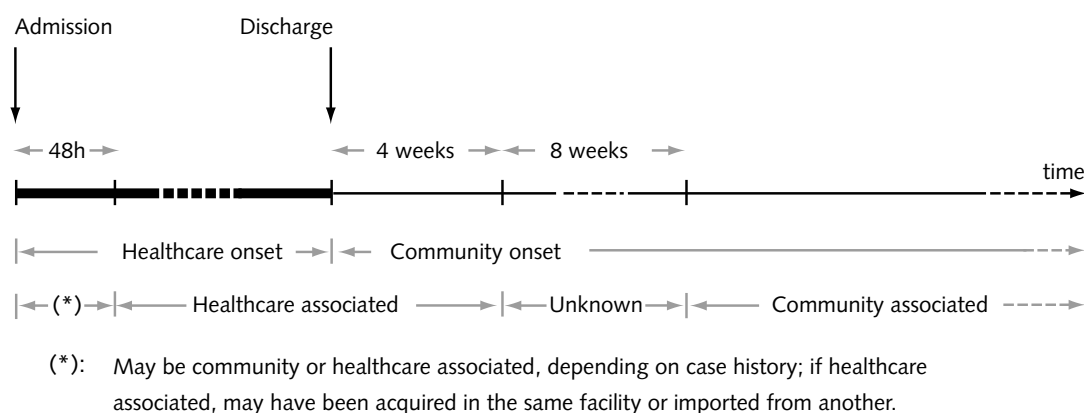 Admission Discharge
48h 4 weeks 8 weeks
time
Healthcare onset Community onset
(*) Healthcare associated Unknown Community associated
(*): May be community or healthcare associated, depending on case history; if healthcare
associated, may have been acquired in the same facility or imported from another.